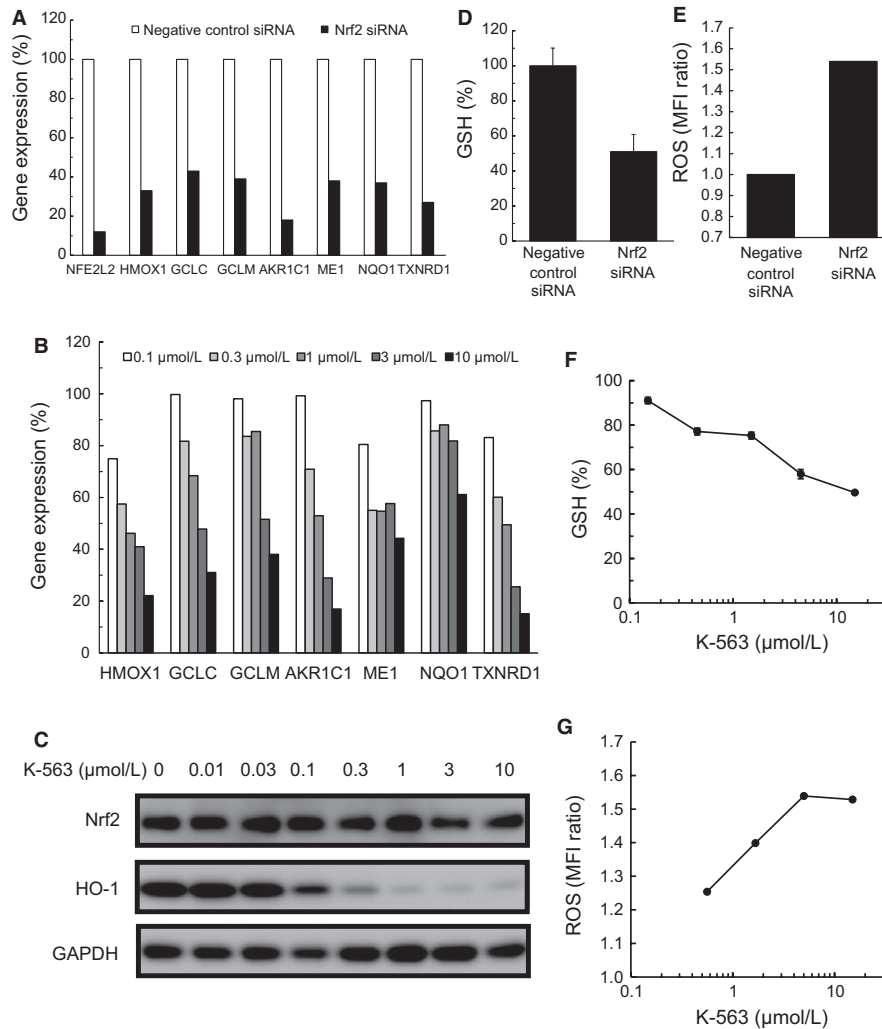 A
Negative control siRNA Nrf2 siRNA
Gene expression (%)
120
100
80
60
40
20
0
NFE2L2 HMOX1 GCLC GCLM AKR1C1 ME1 NQO1 TXNRD1
D
GSH (%)
120
100
80
60
40
20
0
Negative control siRNA
Nrf2 siRNA
E
ROS (MFI ratio)
1.7
1.6
1.5
1.4
1.3
1.2
1.1
1.0
0.9
0.8
0.7
Negative control siRNA
Nrf2 siRNA
B
0.1 µmol/L 0.3 µmol/L 1 µmol/L 3 µmol/L 10 µmol/L
Gene expression (%)
120
100
80
60
40
20
0
HMOX1 GCLC GCLM AKR1C1 ME1 NQO1 TXNRD1
F
GSH (%)
100
80
60
40
20
0
0.1 1 10
K-563 (µmol/L)
C
K-563 (µmol/L) 0 0.01 0.03 0.1 0.3 1 3 10
Nrf2
HO-1
GAPDH
G
ROS (MFI ratio)
1.7
1.6
1.5
1.4
1.3
1.2
1.1
1.0
0.1 1 10
K-563 (µmol/L)